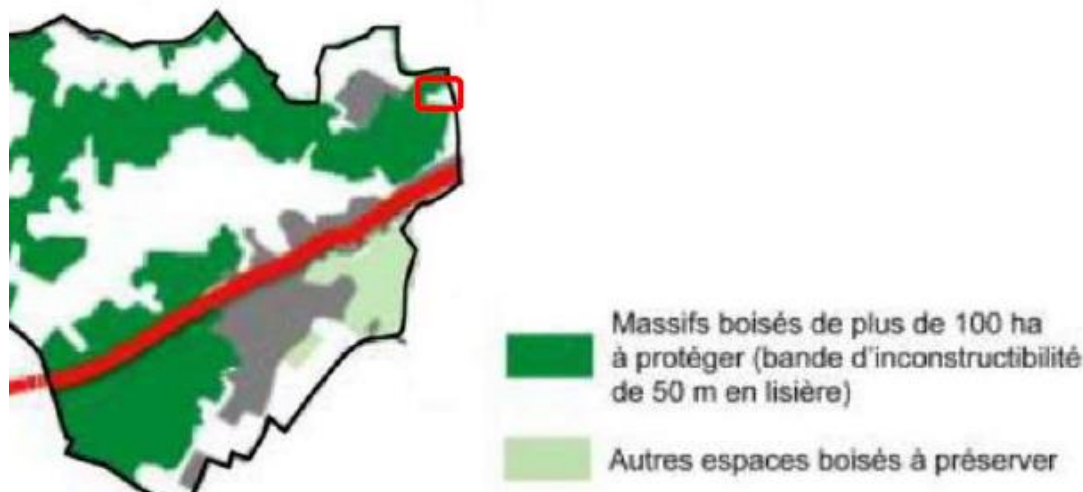 Massifs boisés de plus de 100 ha
à protéger (bande d'inconstructibilité
de 50 m en lisière)
Autres espaces boisés à préserver